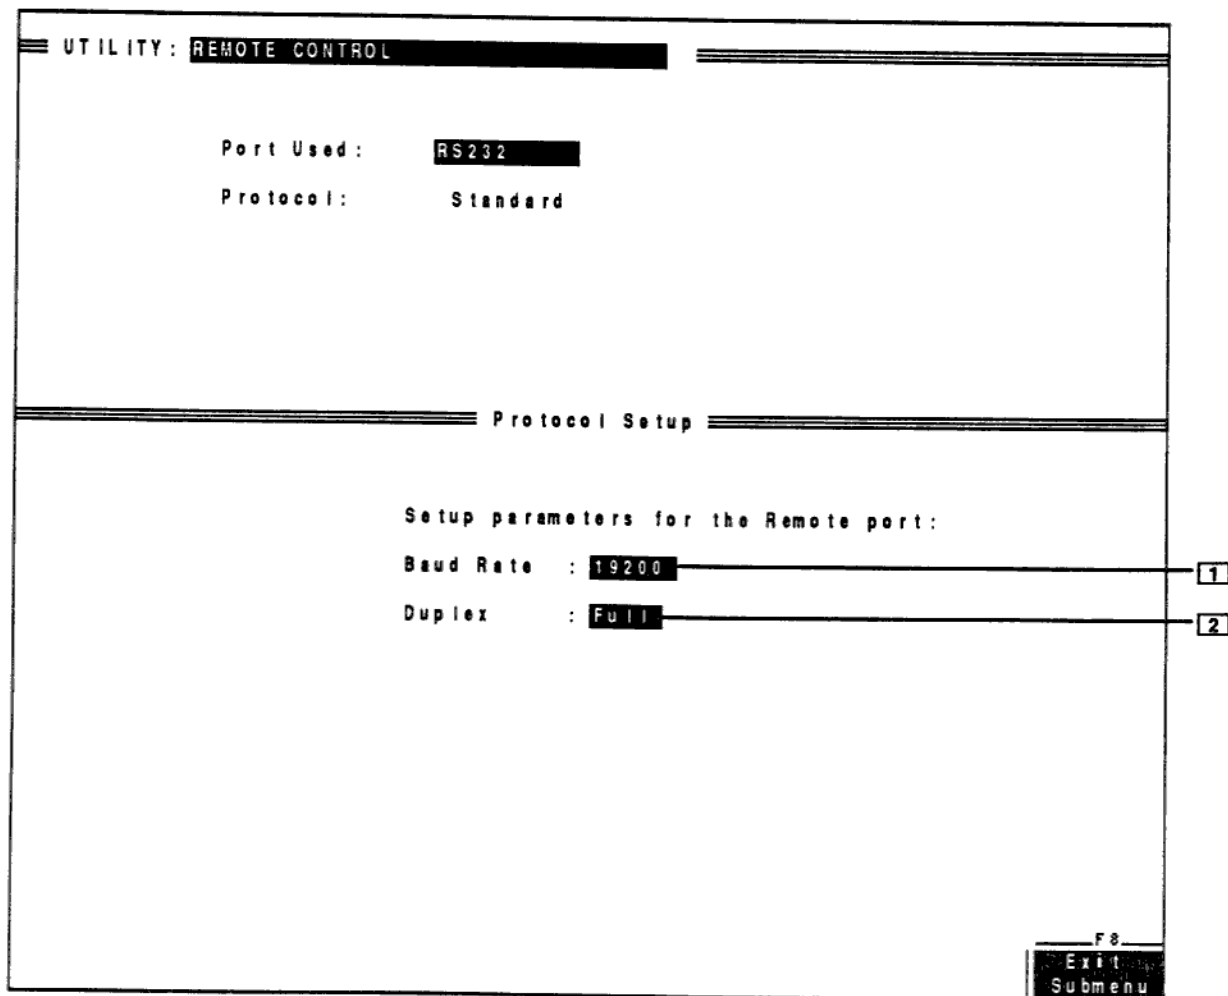 UTILITY: REMOTE CONTROL
Port Used: RS232
Protocol: Standard
Protocol Setup
Setup parameters for the Remote port:
Baud Rate : 19200
1
Duplex : Full
2
F8
Exit
Submenu